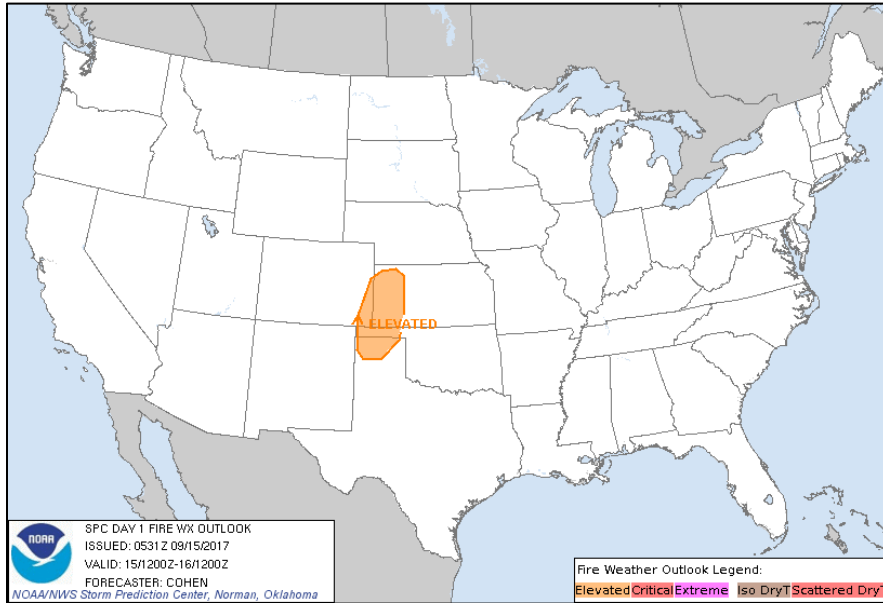 ELEVATED
NOAA
SPC DAY 1 FIRE WX OUTLOOK
ISSUED: 0531Z 09/15/2017
VALID: 15/1200Z-16/1200Z
FORECASTER: COHEN
NOAA/NWS Storm Prediction Center, Norman, Oklahoma
Fire Weather Outlook Legend:
Elevated Critical Extreme Iso DryT Scattered DryT